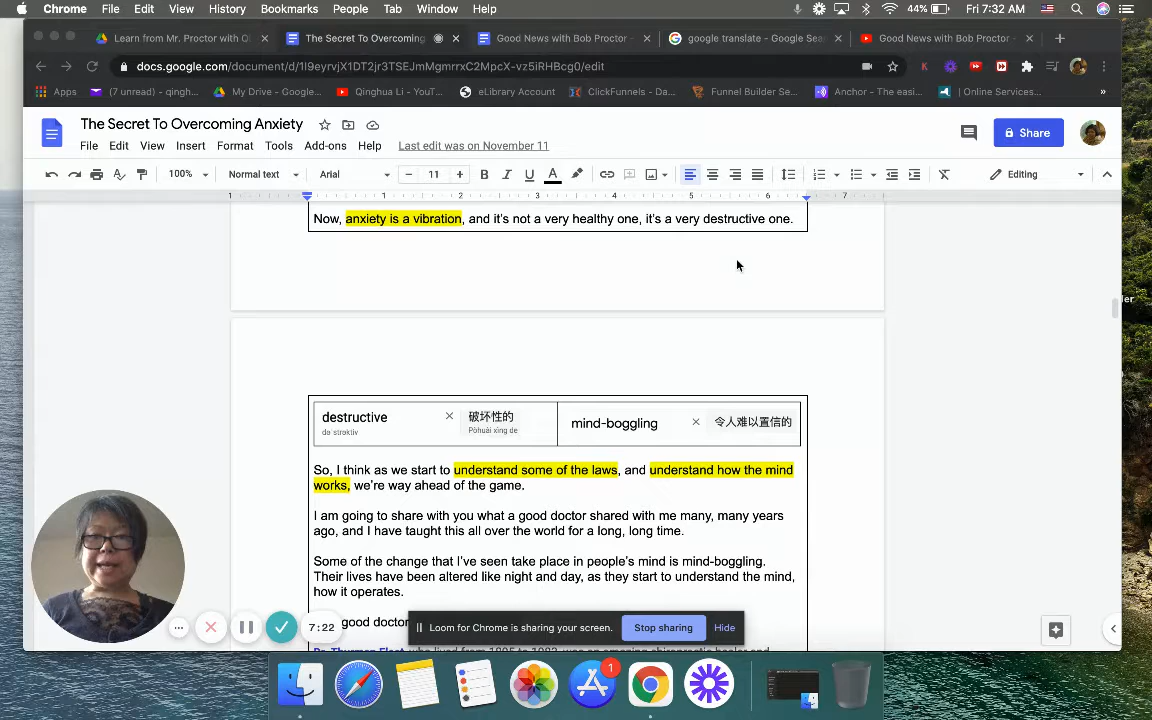 Chrome File Edit View History Bookmarks People Tab Window Help 44% Fri 7:32 AM
Learn from Mr. Proctor with Q
The Secret To Overcoming
Good News with Bob Proctor -
google translate - Google Sea
Good News with Bob Proctor -
docs.google.com/document/d/1I9eyrvjX1DT2jr3TSEJmMgmrrxC2MpcX-vz5iRHBcg0/edit
Apps (7 unread) - qingh... My Drive - Google... Qinghua Li - YouT... eLibrary Account ClickFunnels - Da... Funnel Builder Se... Anchor - The easi... | Online Services... »
The Secret To Overcoming Anxiety
Share
File Edit View Insert Format Tools Add-ons Help Last edit was on November 11
100% Normal text Arial 11 B I U A Editing
1 1 2 3 4 5 6 7
Now, anxiety is a vibration, and it's not a very healthy one, it's a very destructive one.
destructive 破坏性的 mind-boggling 令人难以置信的
dəˈstrəktiv Pòhuài xìng de
So, I think as we start to understand some of the laws, and understand how the mind
works, we're way ahead of the game.
I am going to share with you what a good doctor shared with me many, many years
ago, and I have taught this all over the world for a long, long time.
Some of the change that I've seen take place in people's mind is mind-boggling.
Their lives have been altered like night and day, as they start to understand the mind,
how it operates.
good doctor
7:22
Loom for Chrome is sharing your screen. Stop sharing Hide
1